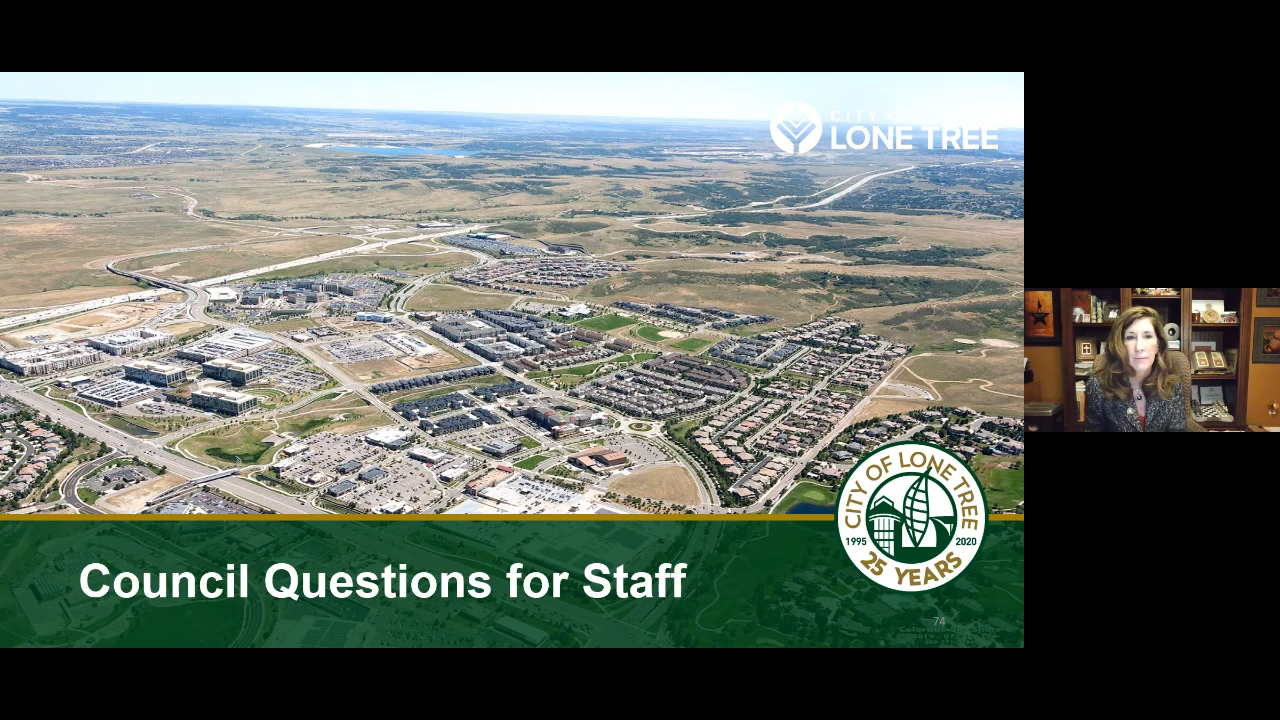 CITY OF
LONE TREE
CITY OF LONE TREE
1995
2020
25 YEARS
Council Questions for Staff
74